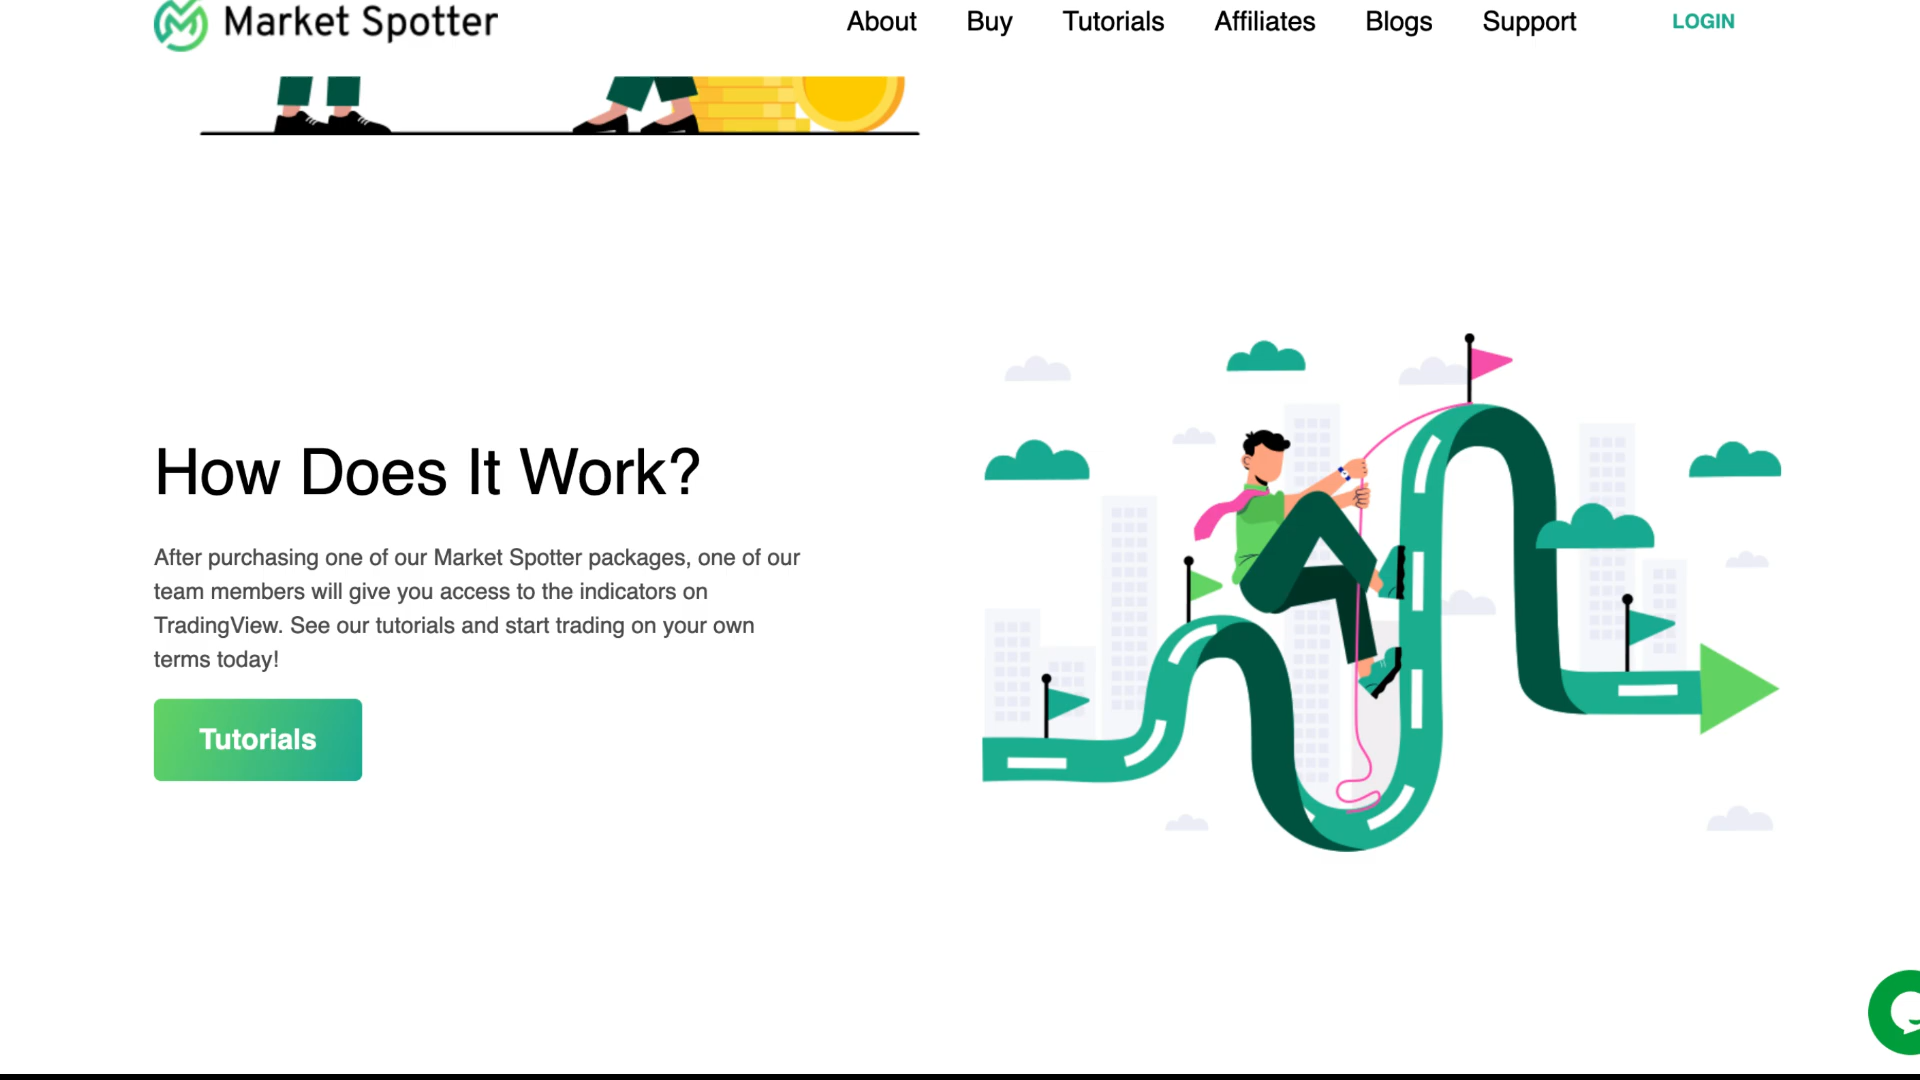 Market Spotter
About
Buy
Tutorials
Affiliates
Blogs
Support
LOGIN
How Does It Work?
After purchasing one of our Market Spotter packages, one of our
team members will give you access to the indicators on
TradingView. See our tutorials and start trading on your own
terms today!
Tutorials